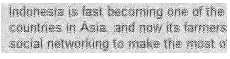 Indonesia is fast becoming one of the
countries in Asia, and now its farmers
social networking to make the most of